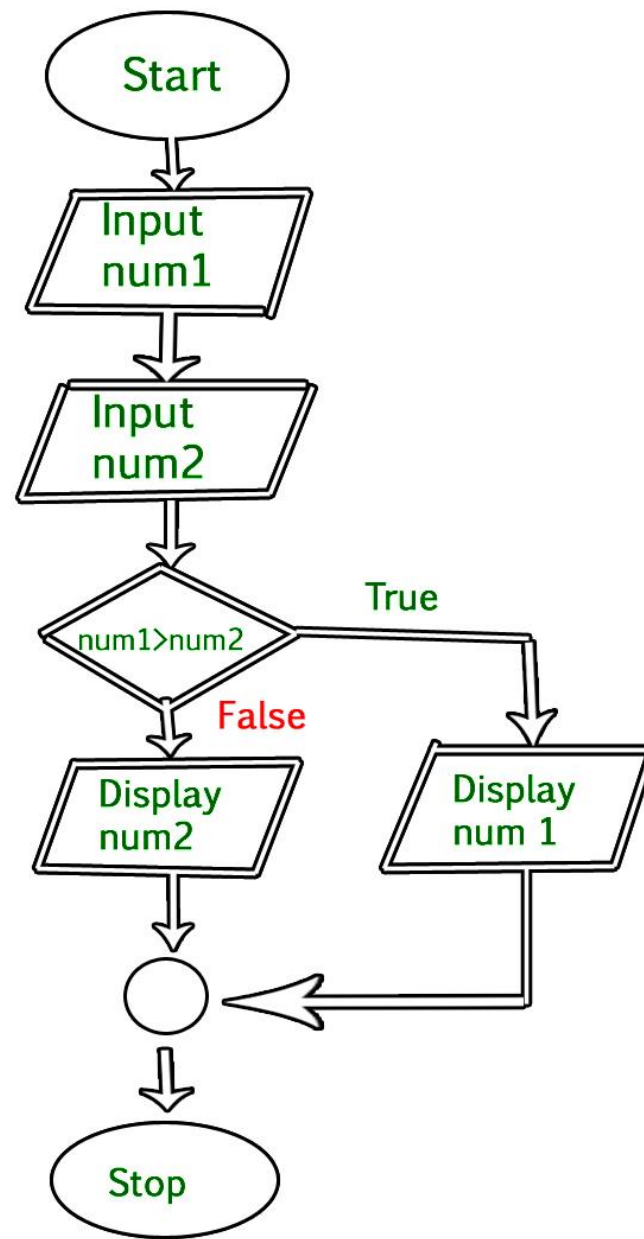 Start
Input
num1
Input
num2
num1>num2
True
False
Display
num2
Display
num 1
Stop